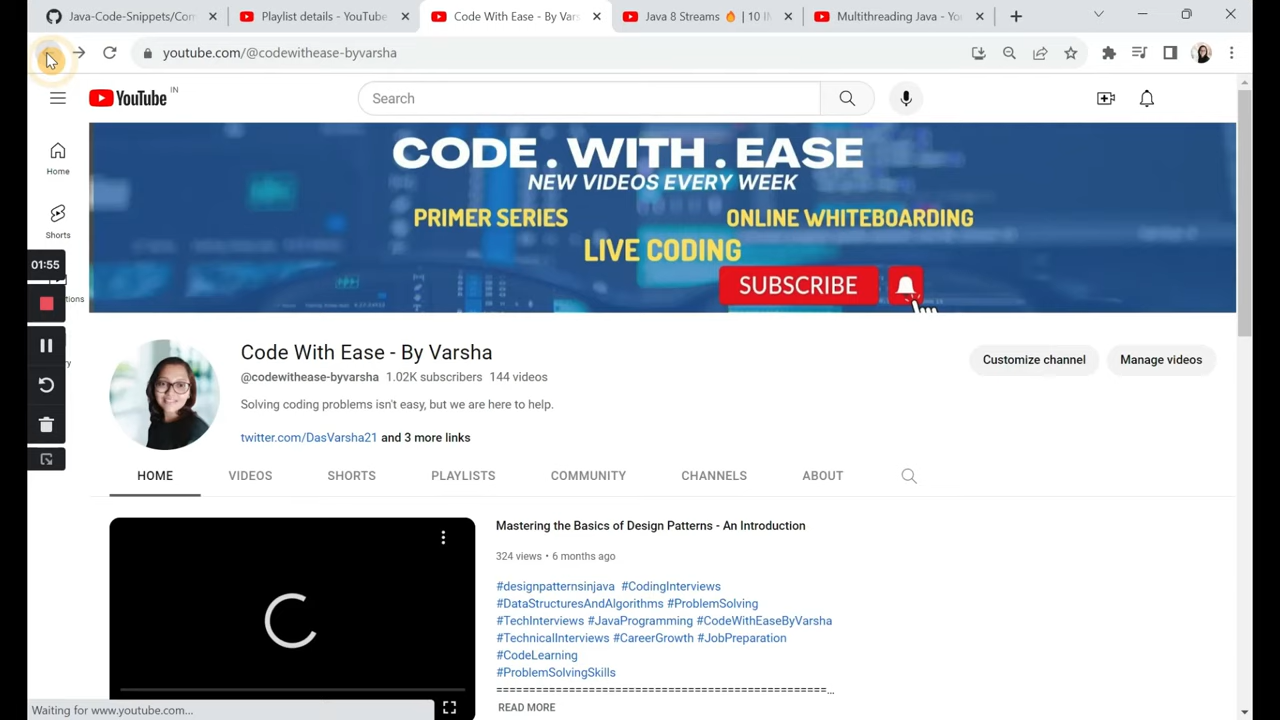 Java-Code-Snippets/Con
Playlist details - YouTube
Code With Ease - By Vars
Java 8 Streams 🔥 | 10 I
Multithreading Java - Yo
youtube.com/@codewithease-byvarsha
YouTube IN
Search
CODE . WITH . EASE
NEW VIDEOS EVERY WEEK
PRIMER SERIES
ONLINE WHITEBOARDING
LIVE CODING
SUBSCRIBE
Home
Shorts
01:55
tions
ry
Code With Ease - By Varsha
@codewithease-byvarsha 1.02K subscribers 144 videos
Solving coding problems isn't easy, but we are here to help.
twitter.com/DasVarsha21 and 3 more links
Customize channel
Manage videos
HOME
VIDEOS
SHORTS
PLAYLISTS
COMMUNITY
CHANNELS
ABOUT
Mastering the Basics of Design Patterns - An Introduction
324 views • 6 months ago
#designpatternsinjava #CodingInterviews
#DataStructuresAndAlgorithms #ProblemSolving
#TechInterviews #JavaProgramming #CodeWithEaseByVarsha
#TechnicalInterviews #CareerGrowth #JobPreparation
#CodeLearning
#ProblemSolvingSkills
==================================================...
READ MORE
Waiting for www.youtube.com...